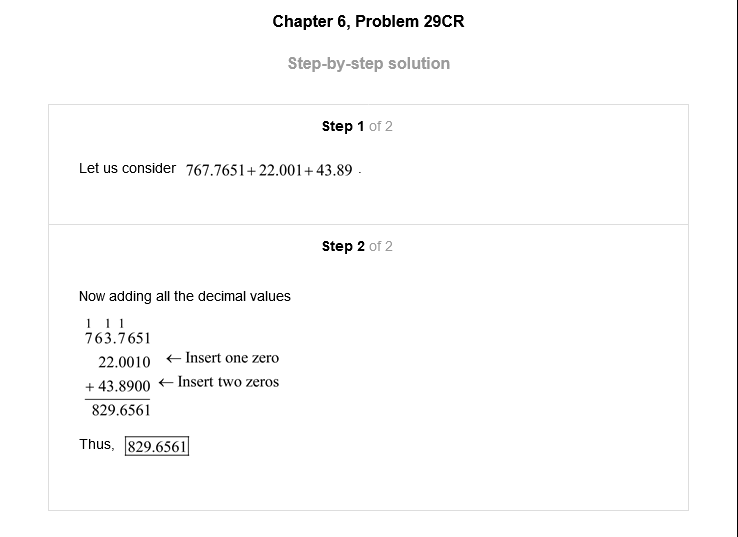 Chapter 6, Problem 29CR
Step-by-step solution
Step 1 of 2
Let us consider 767.7651+22.001+43.89 .
Step 2 of 2
Now adding all the decimal values
1 1 1
763.7651
22.0010 ← Insert one zero
+ 43.8900 ← Insert two zeros
829.6561
Thus, 829.6561